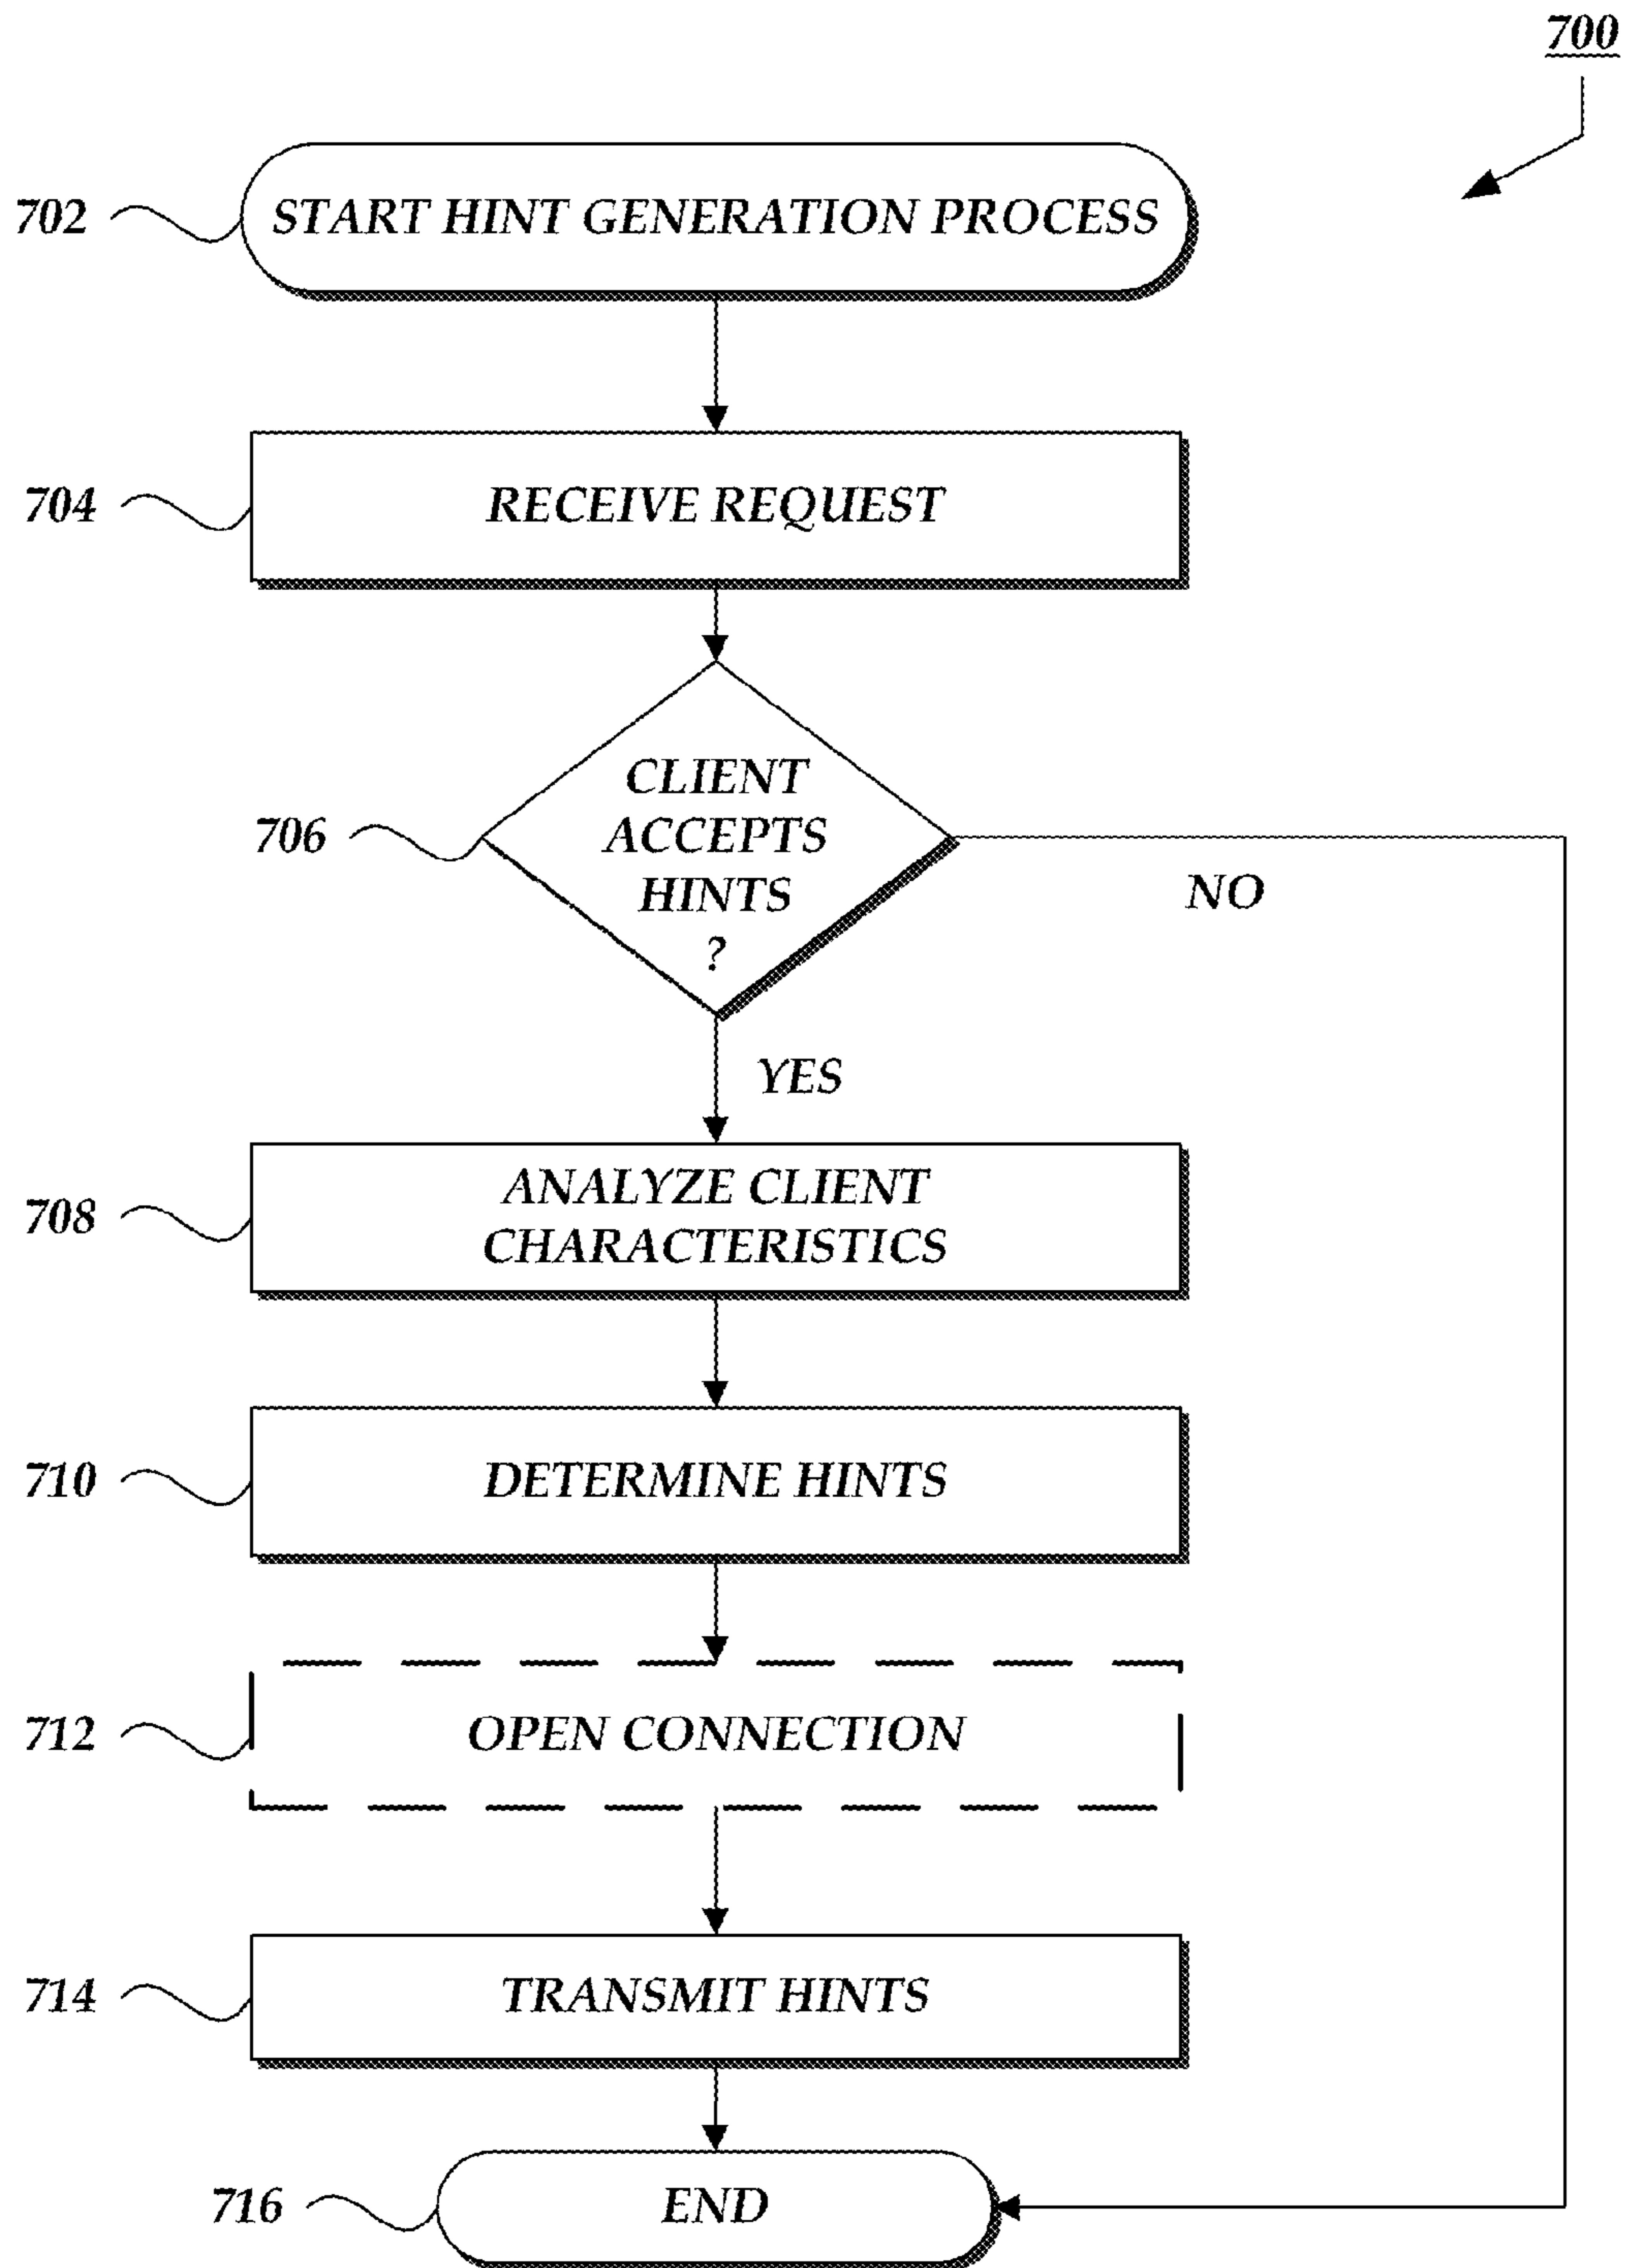 700
702
START HINT GENERATION PROCESS
704
RECEIVE REQUEST
706
CLIENT
ACCEPTS
HINTS
?
NO
YES
708
ANALYZE CLIENT
CHARACTERISTICS
710
DETERMINE HINTS
712
OPEN CONNECTION
714
TRANSMIT HINTS
716
END